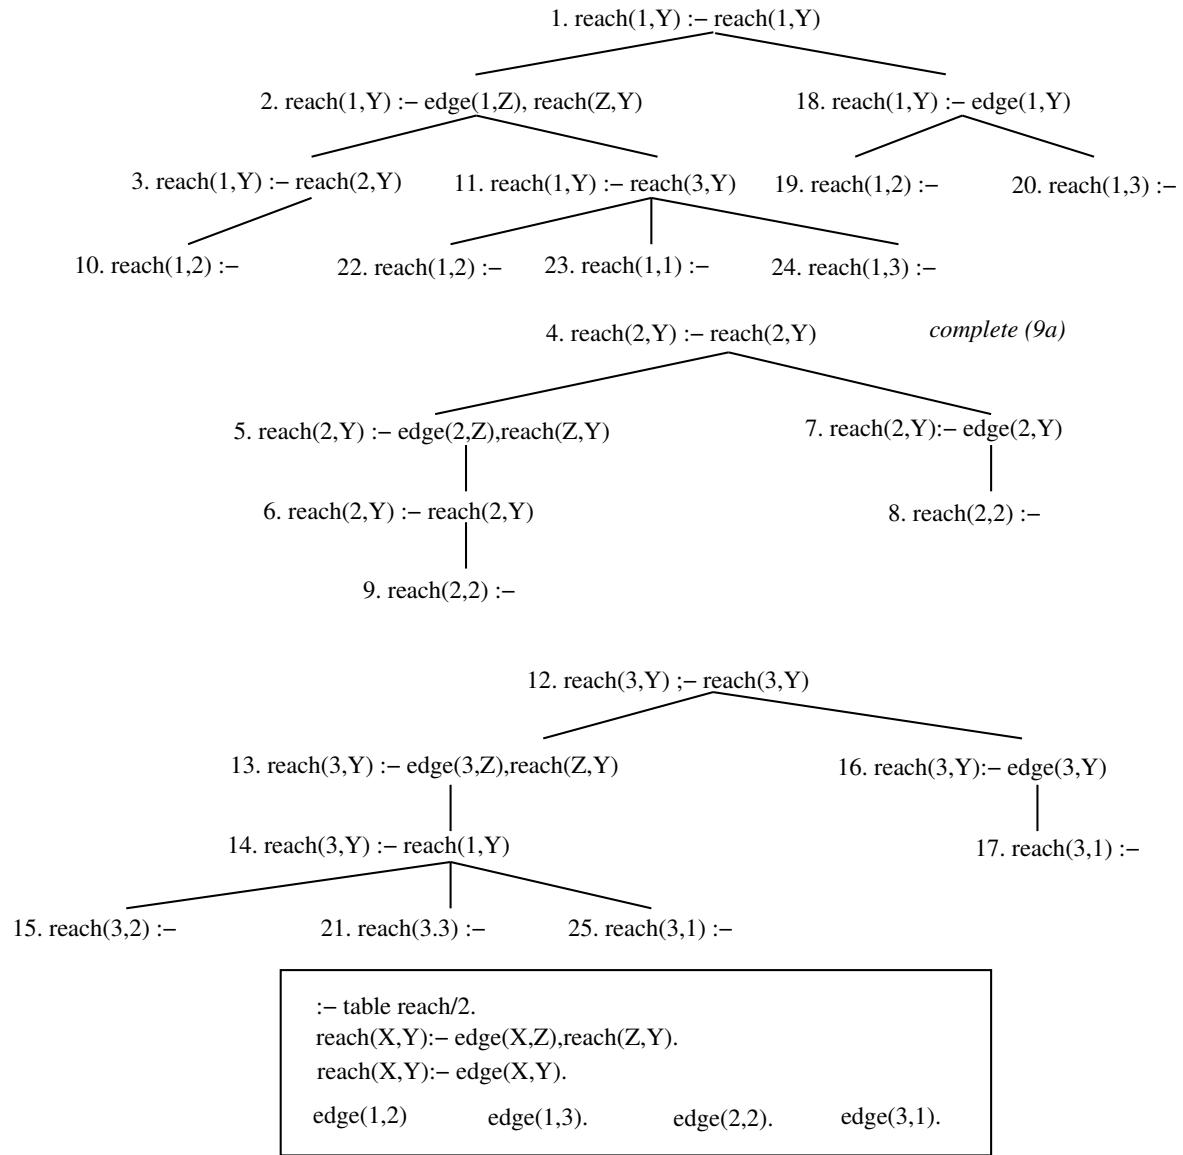 1. reach(1,Y) :– reach(1,Y)
2. reach(1,Y) :– edge(1,Z), reach(Z,Y)
18. reach(1,Y) :– edge(1,Y)
3. reach(1,Y) :– reach(2,Y)
11. reach(1,Y) :– reach(3,Y)
19. reach(1,2) :–
20. reach(1,3) :–
10. reach(1,2) :–
22. reach(1,2) :–
23. reach(1,1) :–
24. reach(1,3) :–
4. reach(2,Y) :– reach(2,Y)
complete (9a)
5. reach(2,Y) :– edge(2,Z),reach(Z,Y)
7. reach(2,Y):– edge(2,Y)
6. reach(2,Y) :– reach(2,Y)
8. reach(2,2) :–
9. reach(2,2) :–
12. reach(3,Y) ;– reach(3,Y)
13. reach(3,Y) :– edge(3,Z),reach(Z,Y)
16. reach(3,Y):– edge(3,Y)
14. reach(3,Y) :– reach(1,Y)
17. reach(3,1) :–
15. reach(3,2) :–
21. reach(3.3) :–
25. reach(3,1) :–
:– table reach/2.
reach(X,Y):– edge(X,Z),reach(Z,Y).
reach(X,Y):– edge(X,Y).
edge(1,2) edge(1,3). edge(2,2). edge(3,1).